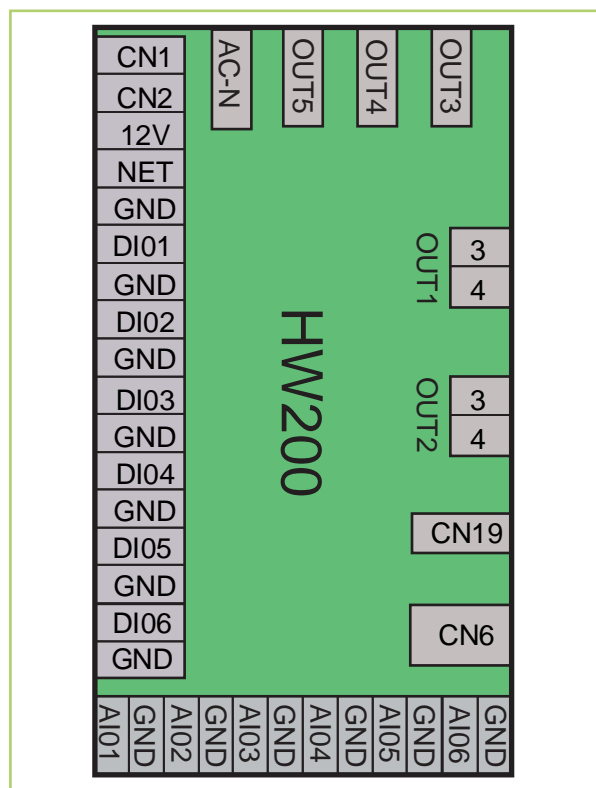 CN1
CN2
12V
NET
GND
DI01
GND
DI02
GND
DI03
GND
DI04
GND
DI05
GND
DI06
GND
AC-N
OUT5
OUT4
OUT3
OUT1
3
4
HW200
OUT2
3
4
CN19
CN6
AI01
GND
AI02
GND
AI03
GND
AI04
GND
AI05
GND
AI06
GND